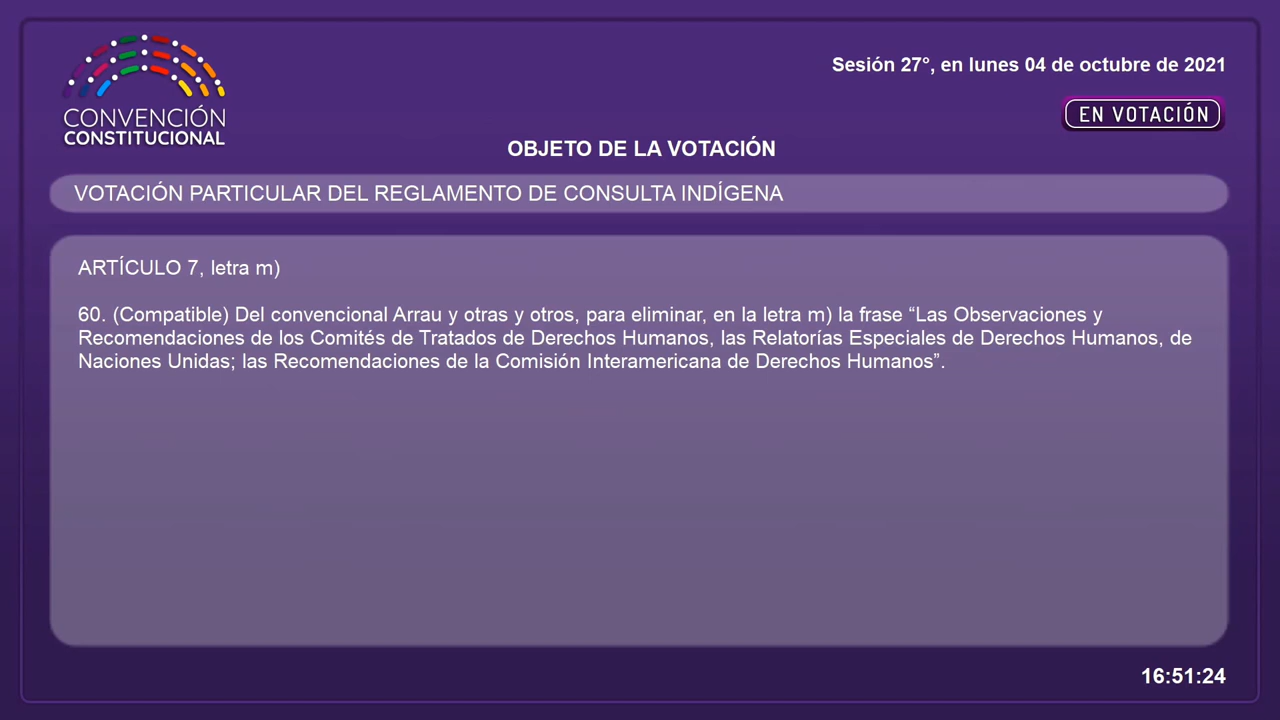 CONVENCIÓN
CONSTITUCIONAL
Sesión 27°, en lunes 04 de octubre de 2021
EN VOTACIÓN
OBJETO DE LA VOTACIÓN
VOTACIÓN PARTICULAR DEL REGLAMENTO DE CONSULTA INDÍGENA
ARTÍCULO 7, letra m)
60. (Compatible) Del convencional Arrau y otras y otros, para eliminar, en la letra m) la frase “Las Observaciones y
Recomendaciones de los Comités de Tratados de Derechos Humanos, las Relatorías Especiales de Derechos Humanos, de
Naciones Unidas; las Recomendaciones de la Comisión Interamericana de Derechos Humanos”.
16:51:24